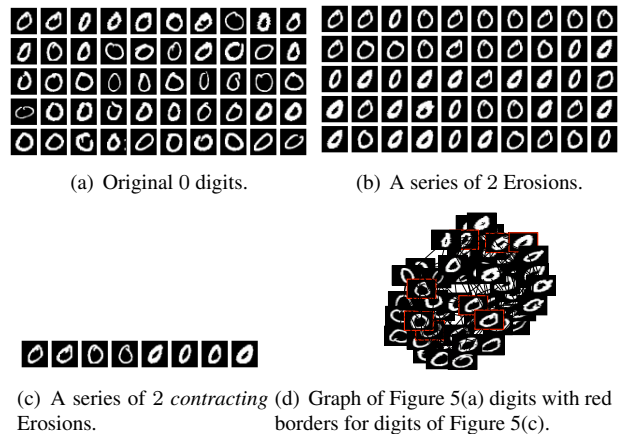 (a) Original 0 digits.
(b) A series of 2 Erosions.
(c) A series of 2 contracting
Erosions.
(d) Graph of Figure 5(a) digits with red
borders for digits of Figure 5(c).